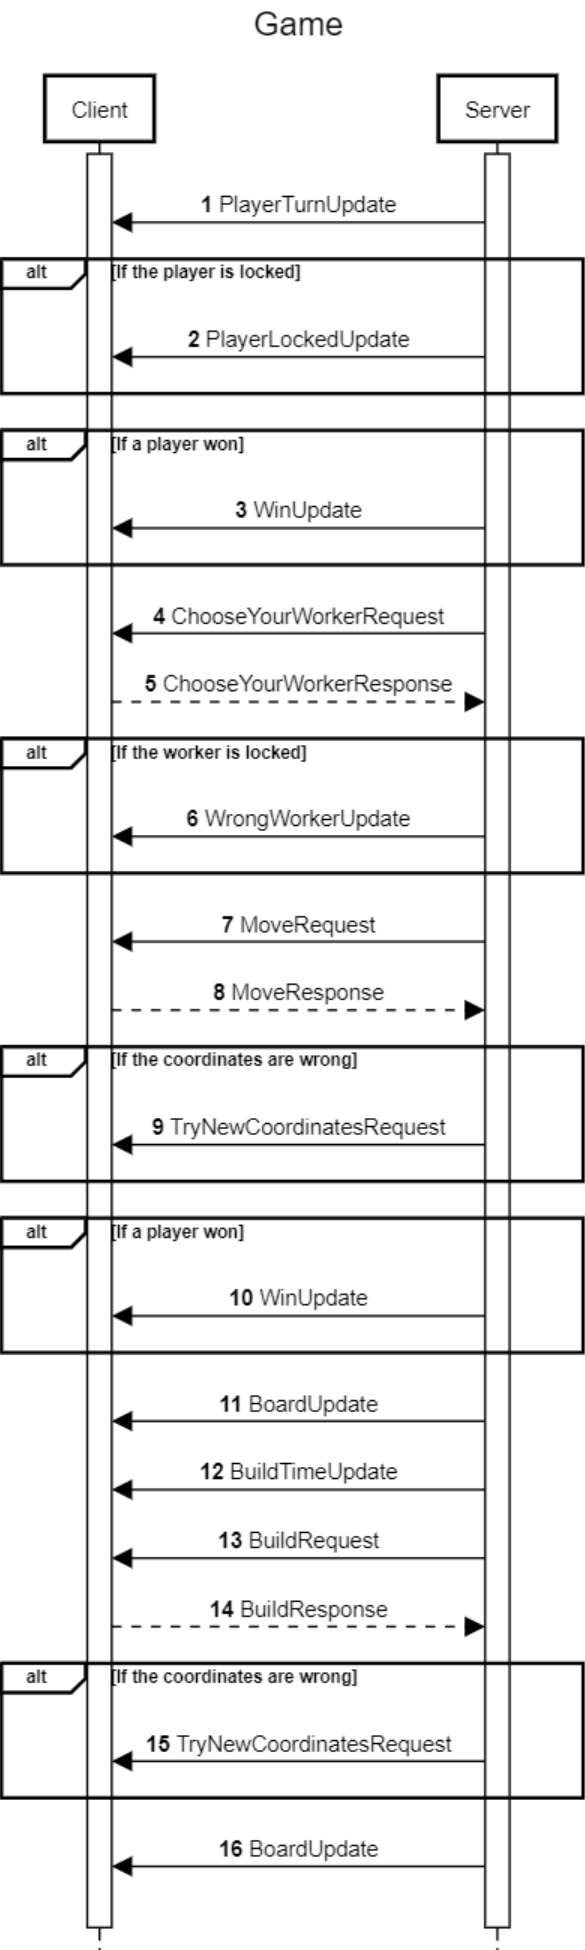 Game
Client
Server
1 PlayerTurnUpdate
alt
[If the player is locked]
2 PlayerLockedUpdate
alt
[If a player won]
3 WinUpdate
4 ChooseYourWorkerRequest
5 ChooseYourWorkerResponse
alt
[If the worker is locked]
6 WrongWorkerUpdate
7 MoveRequest
8 MoveResponse
alt
[If the coordinates are wrong]
9 TryNewCoordinatesRequest
alt
[If a player won]
10 WinUpdate
11 BoardUpdate
12 BuildTimeUpdate
13 BuildRequest
14 BuildResponse
alt
[If the coordinates are wrong]
15 TryNewCoordinatesRequest
16 BoardUpdate